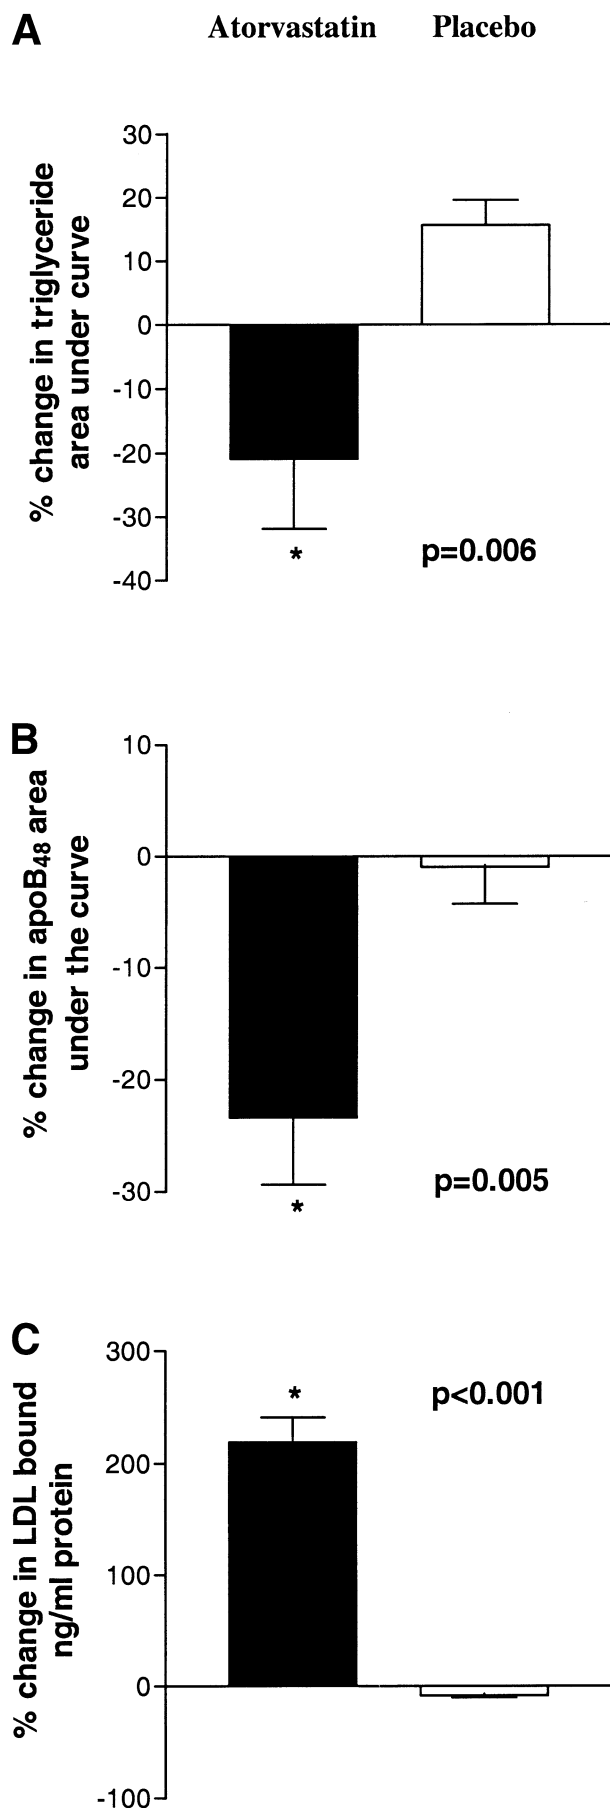 A
Atorvastatin Placebo
% change in triglyceride
area under curve
30
20
10
0
-10
-20
-30
-40
*
p=0.006
B
% change in apoB48 area
under the curve
10
0
-10
-20
-30
*
p=0.005
C
% change in LDL bound
ng/ml protein
300
200
100
0
-100
*
p<0.001